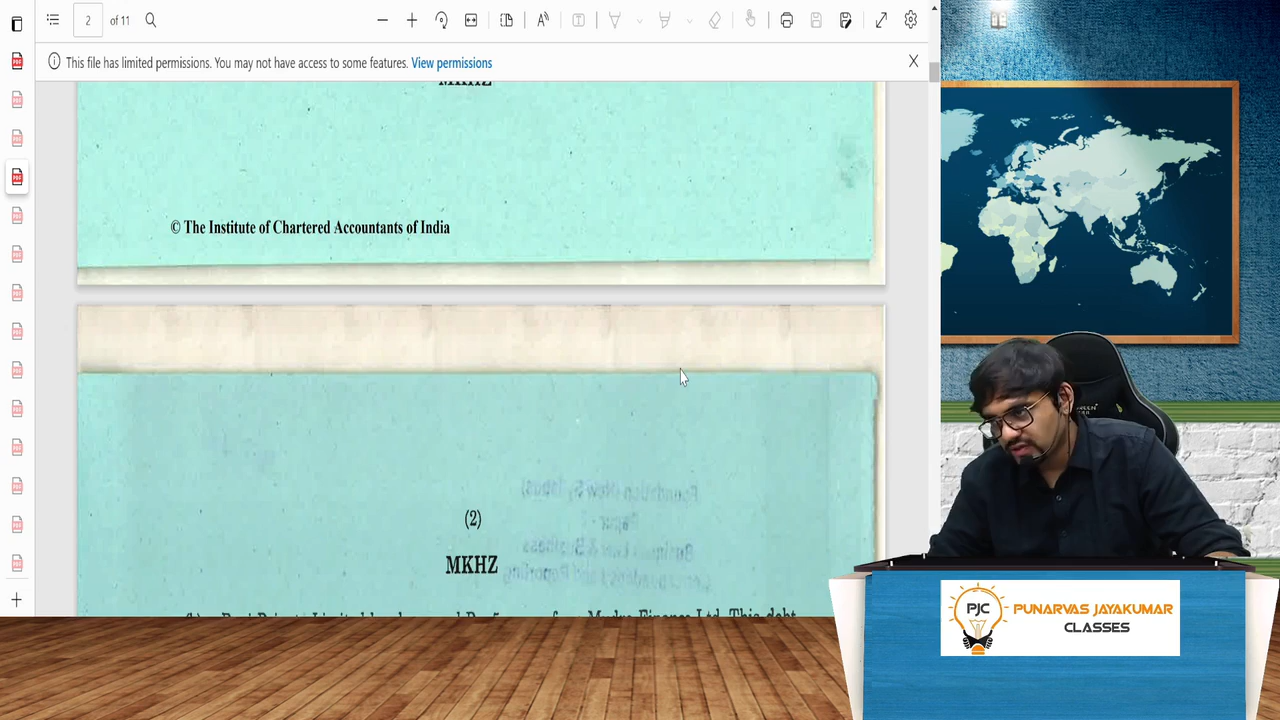 2
of 11
This file has limited permissions. You may not have access to some features. View permissions
MKHZ
© The Institute of Chartered Accountants of India
(2)
MKHZ
PJC
PUNARVAS JAYAKUMAR
CLASSES